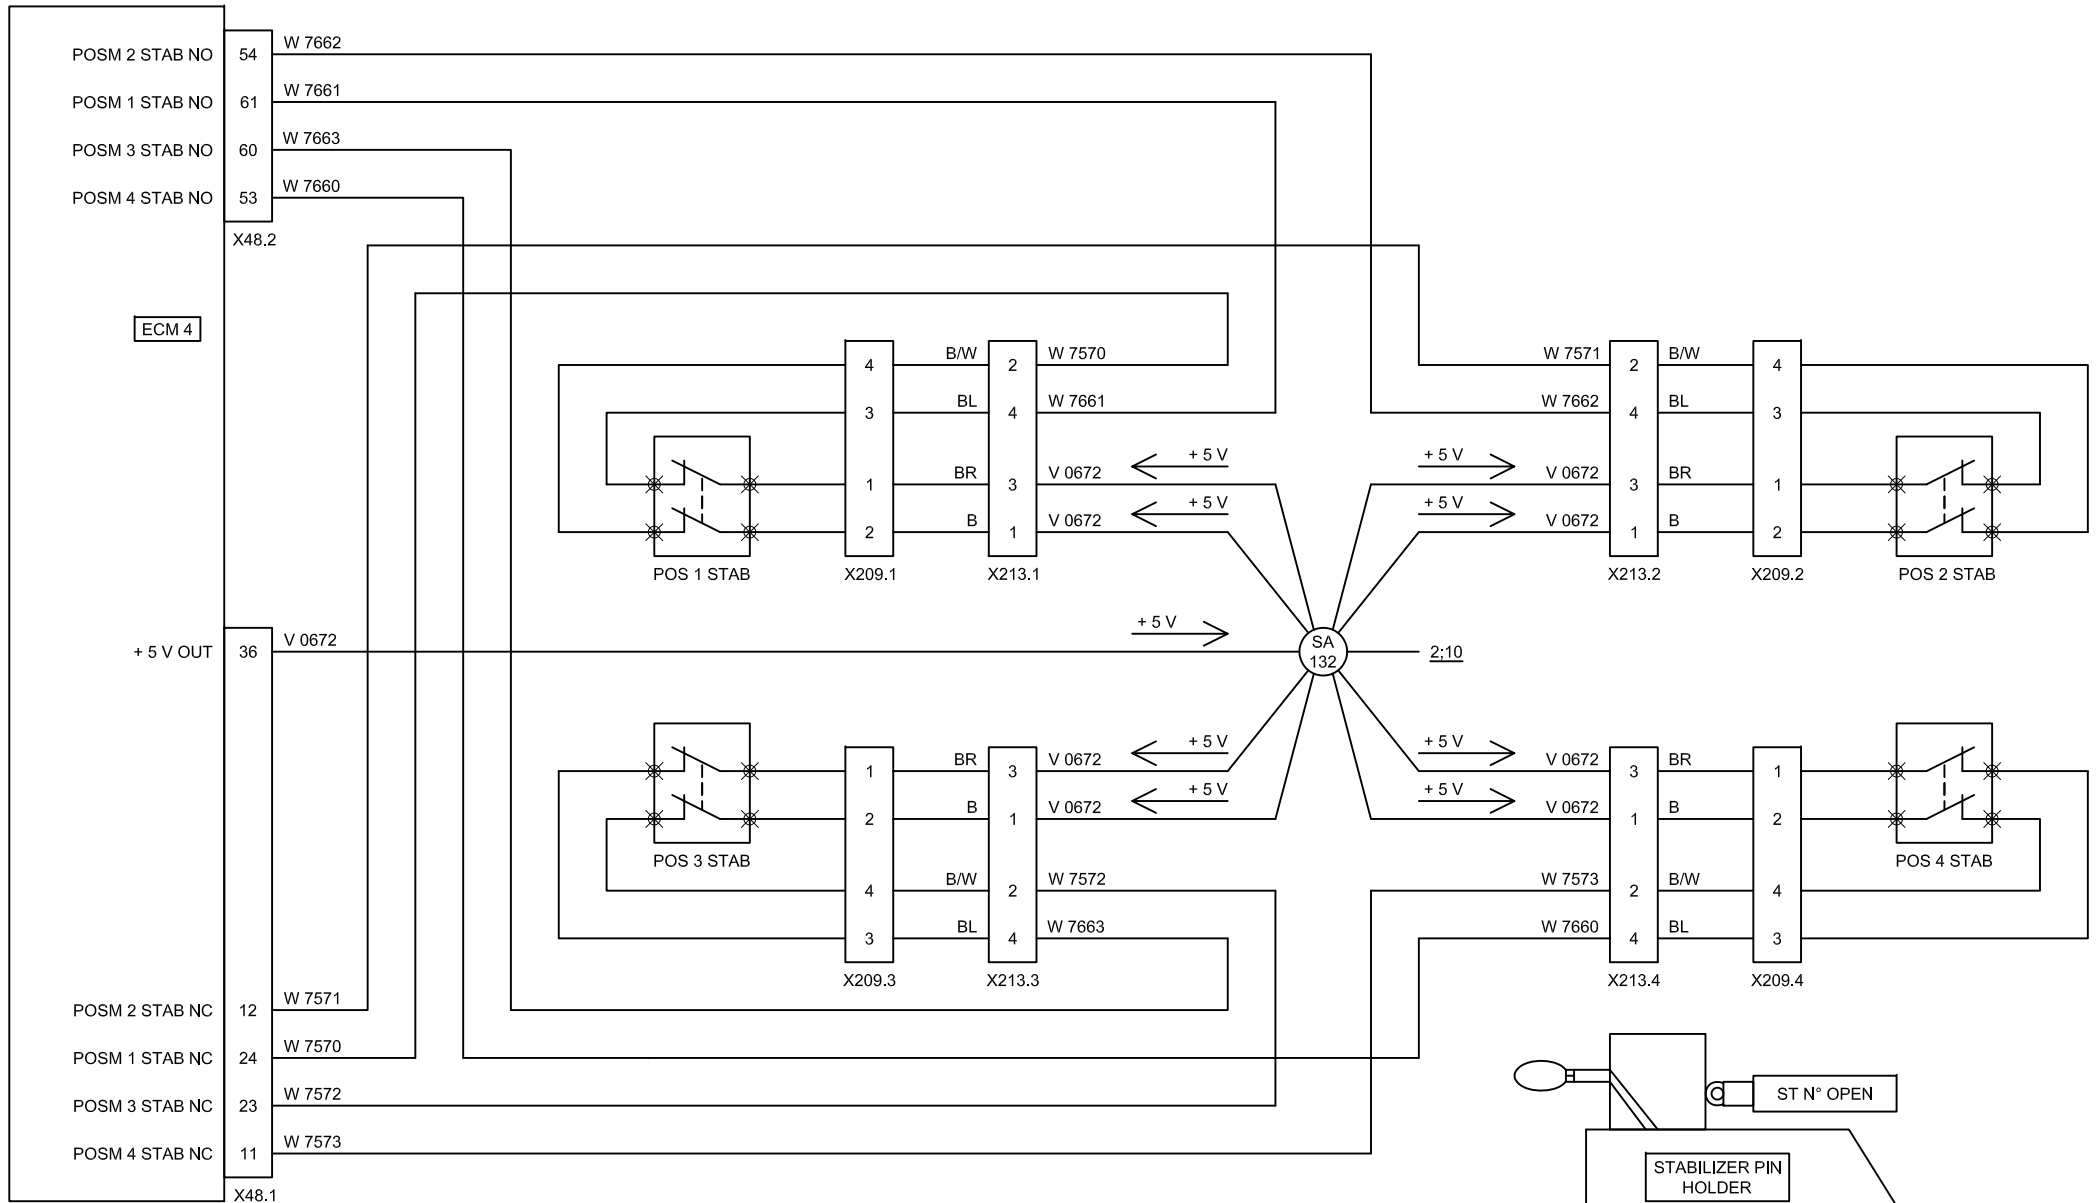 POSM 2 STAB NO 54 W 7662
POSM 1 STAB NO 61 W 7661
POSM 3 STAB NO 60 W 7663
POSM 4 STAB NO 53 W 7660
X48.2
ECM 4
4 B/W 2 W 7570
3 BL 4 W 7661
1 BR 3 V 0672 + 5 V
2 B 1 V 0672 + 5 V
POS 1 STAB X209.1 X213.1
W 7571 2 B/W 4
W 7662 4 BL 3
+ 5 V V 0672 3 BR 1
+ 5 V V 0672 1 B 2
X213.2 X209.2 POS 2 STAB
+ 5 V OUT 36 V 0672 + 5 V
SA
132
2;10
1 BR 3 V 0672 + 5 V
2 B 1 V 0672 + 5 V
POS 3 STAB
4 B/W 2 W 7572
3 BL 4 W 7663
X209.3 X213.3
+ 5 V V 0672 3 BR 1
+ 5 V V 0672 1 B 2
POS 4 STAB
W 7573 2 B/W 4
W 7660 4 BL 3
X213.4 X209.4
POSM 2 STAB NC 12 W 7571
POSM 1 STAB NC 24 W 7570
POSM 3 STAB NC 23 W 7572
POSM 4 STAB NC 11 W 7573
X48.1
ST N° OPEN
STABILIZER PIN
HOLDER